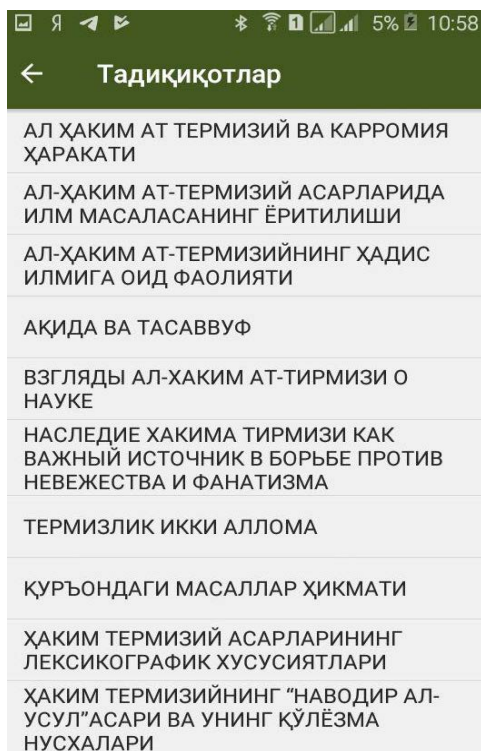 Я 1 5% 10:58
← Тадқиқотлар
АЛ ҲАКИМ АТ ТЕРМИЗИЙ ВА КАРРОМИЯ
ҲАРАКАТИ
АЛ-ҲАКИМ АТ-ТЕРМИЗИЙ АСАРЛАРИДА
ИЛМ МАСАЛАСАНИНГ ЁРИТИЛИШИ
АЛ-ҲАКИМ АТ-ТЕРМИЗИЙНИНГ ҲАДИС
ИЛМИГА ОИД ФАОЛИЯТИ
АҚИДА ВА ТАСАВВУФ
ВЗГЛЯДЫ АЛ-ХАКИМ АТ-ТИРМИЗИ О
НАУКЕ
НАСЛЕДИЕ ХАКИМА ТИРМИЗИ КАК
ВАЖНЫЙ ИСТОЧНИК В БОРЬБЕ ПРОТИВ
НЕВЕЖЕСТВА И ФАНАТИЗМА
ТЕРМИЗЛИК ИККИ АЛЛОМА
ҚУРЪОНДАГИ МАСАЛЛАР ҲИКМАТИ
ҲАКИМ ТЕРМИЗИЙ АСАРЛАРИНИНГ
ЛЕКСИКОГРАФИК ХУСУСИЯТЛАРИ
ҲАКИМ ТЕРМИЗИЙНИНГ “НАВОДИР АЛ-
УСУЛ”АСАРИ ВА УНИНГ ҚЎЛЁЗМА
НУСХАЛАРИ